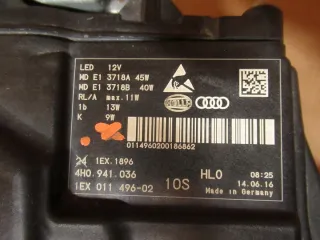 LED 12V
MD E1 3718A 45W
MD E1 3718B 40W
RL/A max.11W
1b 13W
K 9W
HELLA
0114960200186862
24 1EX.1896
4H0.941.036 HL0 08:25
1EX 011 496-02 10S 14.06.16
Made in Germany